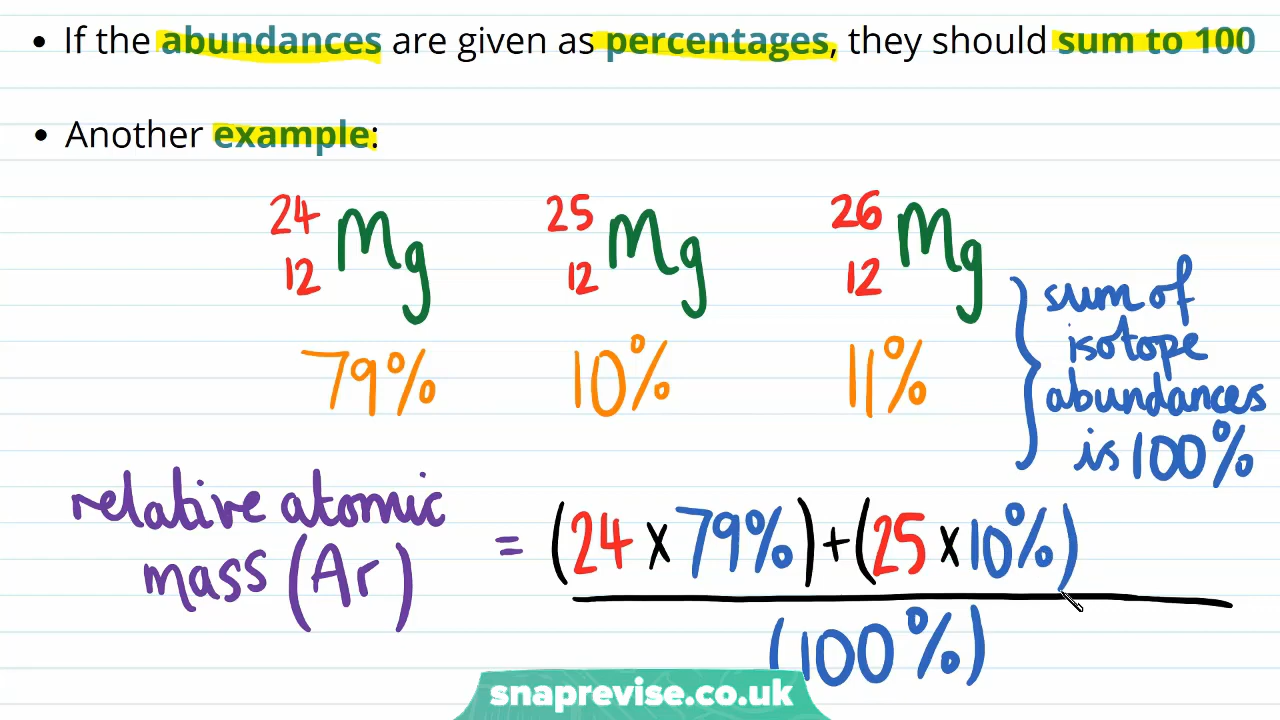 • If the abundances are given as percentages, they should sum to 100
• Another example:
24 12 Mg 25 12 Mg 26 12 Mg
79% 10% 11%
} sum of
isotope
abundances
is 100%
relative atomic
mass (Ar)
= (24 x 79%) + (25 x 10%)
(100%)
snaprevise.co.uk